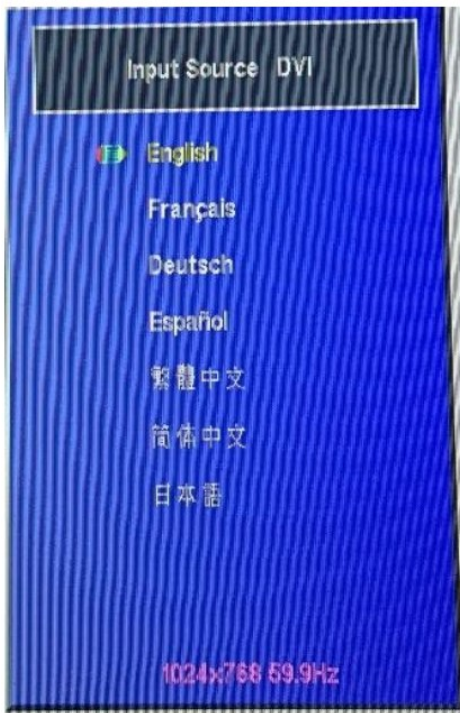 Input Source DVI
English
Français
Deutsch
Español
繁體中文
简体中文
日本語
1024x768 59.9Hz